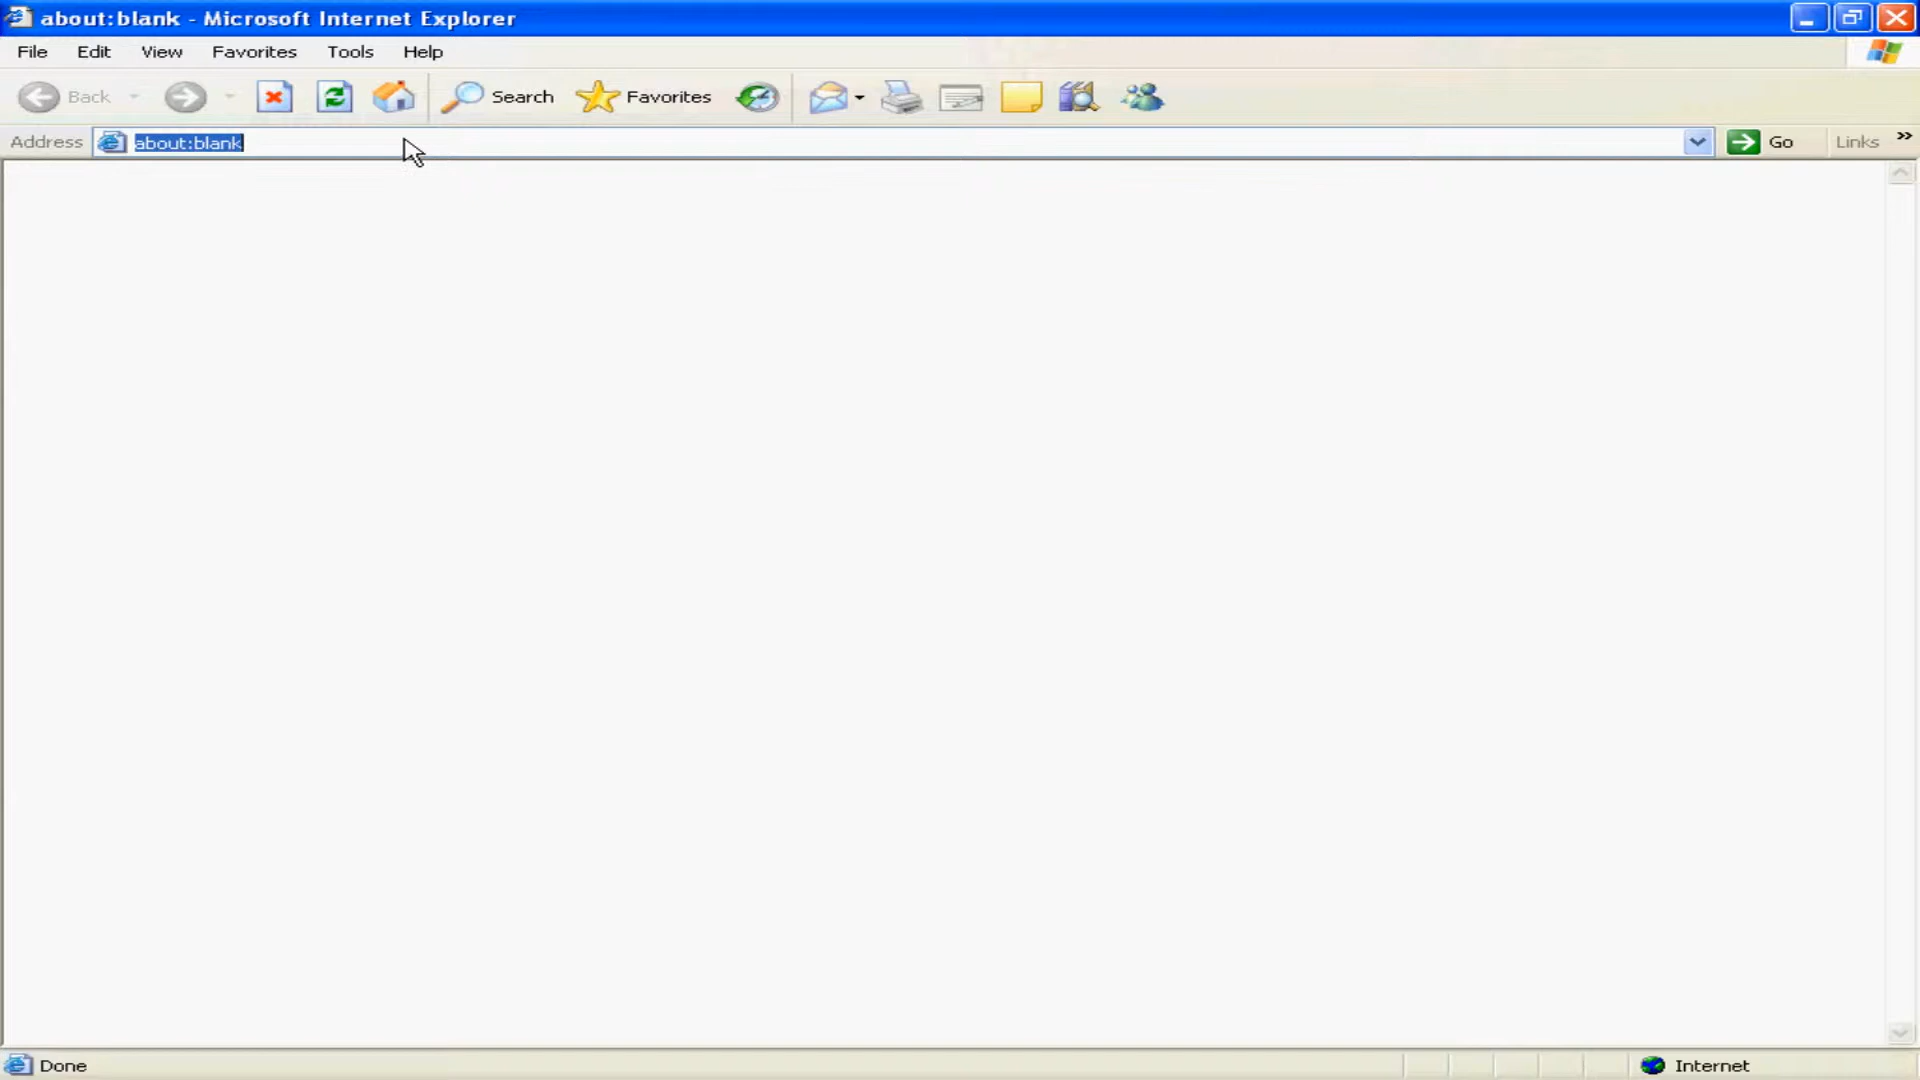 about:blank - Microsoft Internet Explorer
File Edit View Favorites Tools Help
Back Search Favorites
Address about:blank Go Links »
Done Internet